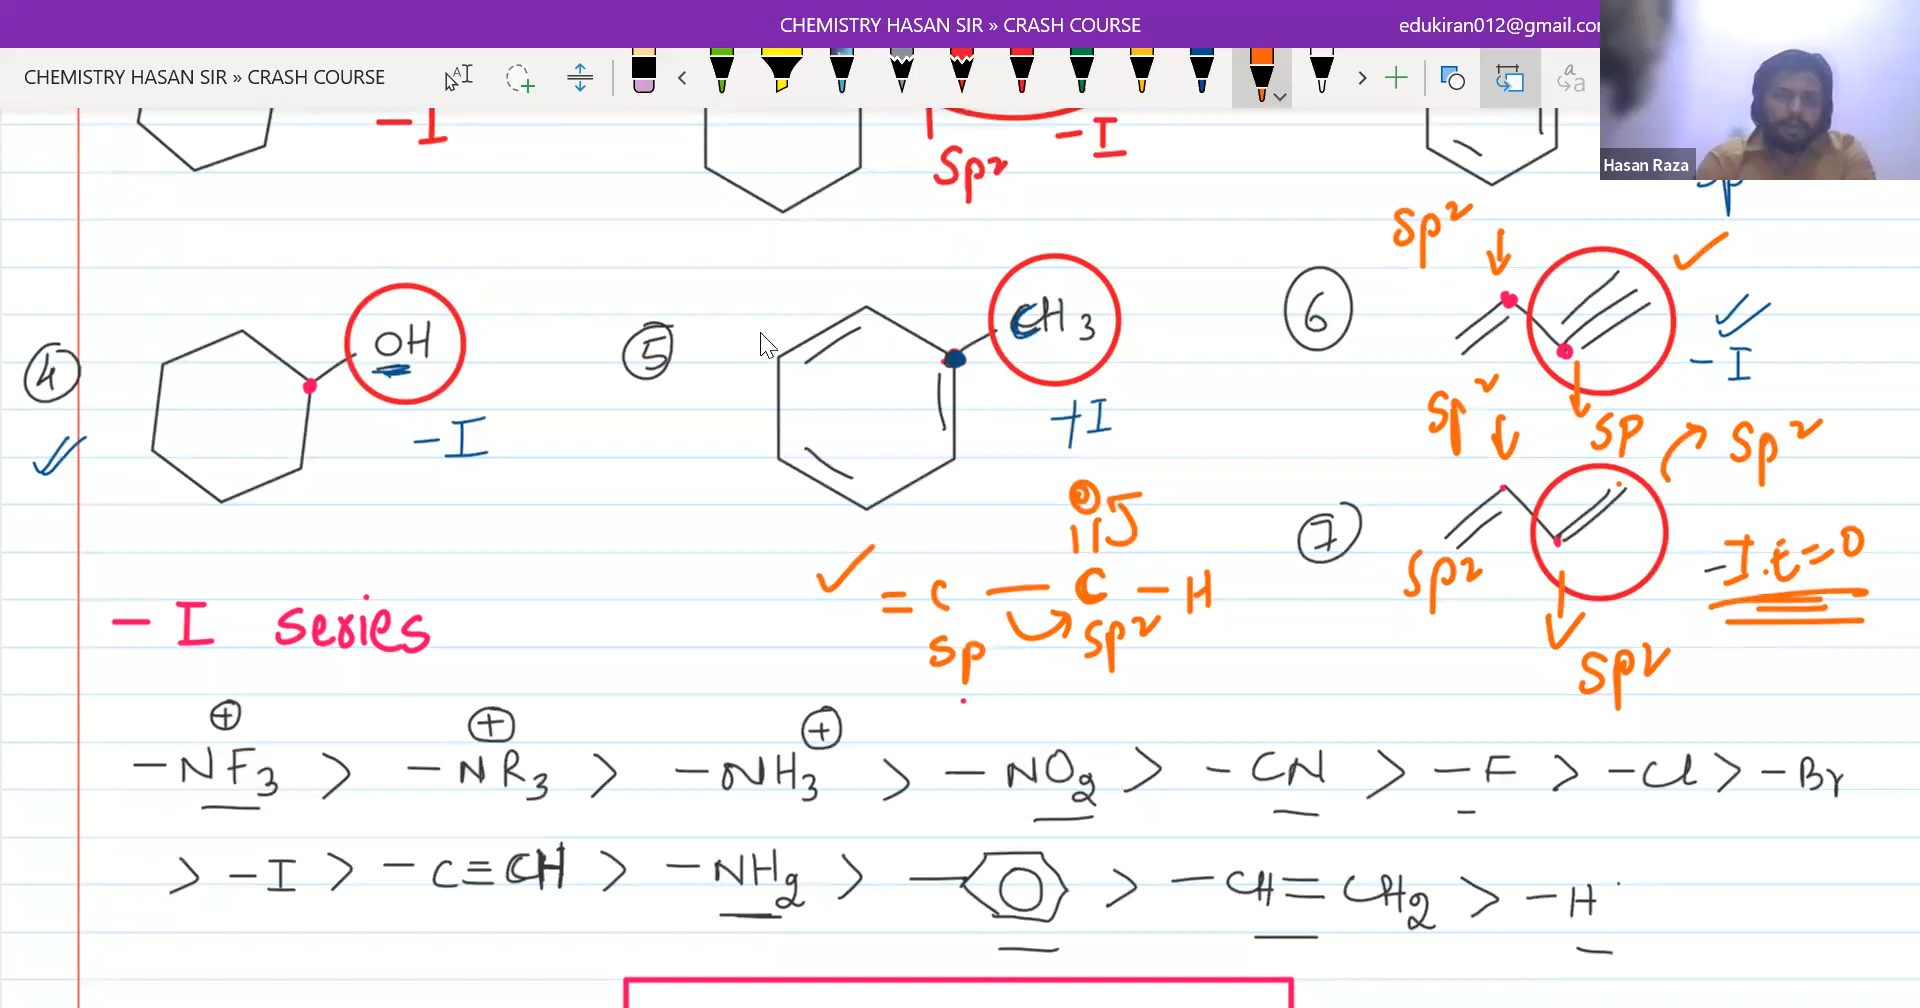 CHEMISTRY HASAN SIR » CRASH COURSE
edukiran012@gmail.co
CHEMISTRY HASAN SIR » CRASH COURSE
Hasan Raza
-I
Sp²
-I
Sp²
④ OH
-I
⑤ CH3
+I
⑥
-I
Sp² Sp Sp²
O
= C — C - H
Sp Sp²
⑦
Sp² Sp²
-I.E=0
-I series
-NF3⊕ > -NR3⊕ > -NH3⊕ > -NO2 > -CN > -F > -Cl > -Br
> -I > -C≡CH > -NH2 > > -CH=CH2 > -H